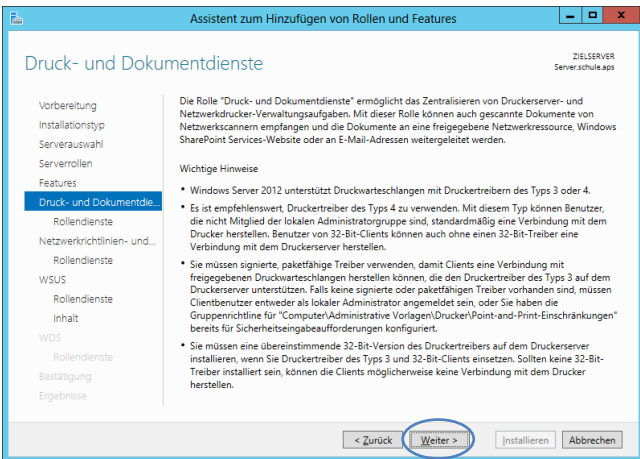 Assistent zum Hinzufügen von Rollen und Features
Druck- und Dokumentdienste
ZIELSERVER
Server.schule.aps
Vorbereitung
Installationstyp
Serverauswahl
Serverrollen
Features
Druck- und Dokumentdie...
Rollendienste
Netzwerkrichtlinien- und...
Rollendienste
WSUS
Rollendienste
Inhalt
WDS
Rollendienste
Bestätigung
Ergebnisse
Die Rolle "Druck- und Dokumentdienste" ermöglicht das Zentralisieren von Druckerserver- und
Netzwerkdrucker-Verwaltungsaufgaben. Mit dieser Rolle können auch gescannte Dokumente von
Netzwerkscannern empfangen und die Dokumente an eine freigegebene Netzwerkressource, Windows
SharePoint Services-Website oder an E-Mail-Adressen weitergeleitet werden.
Wichtige Hinweise
• Windows Server 2012 unterstützt Druckwarteschlangen mit Druckertreibern des Typs 3 oder 4.
• Es ist empfehlenswert, Druckertreiber des Typs 4 zu verwenden. Mit diesem Typ können Benutzer,
die nicht Mitglied der lokalen Administratorgruppe sind, standardmäßig eine Verbindung mit dem
Drucker herstellen. Benutzer von 32-Bit-Clients können auch ohne einen 32-Bit-Treiber eine
Verbindung mit dem Druckerserver herstellen.
• Sie müssen signierte, paketfähige Treiber verwenden, damit Clients eine Verbindung mit
freigegebenen Druckwarteschlangen herstellen können, die den Druckertreiber des Typs 3 auf dem
Druckerserver unterstützen. Falls keine signierte oder paketfähigen Treiber vorhanden sind, müssen
Clientbenutzer entweder als lokaler Administrator angemeldet sein, oder Sie haben die
Gruppenrichtlinie für "Computer\Administrative Vorlagen\Drucker\Point-and-Print-Einschränkungen"
bereits für Sicherheitseingabeaufforderungen konfiguriert.
• Sie müssen eine übereinstimmende 32-Bit-Version des Druckertreibers auf dem Druckerserver
installieren, wenn Sie Druckertreiber des Typs 3 und 32-Bit-Clients einsetzen. Sollten keine 32-Bit-
Treiber installiert sein, können die Clients möglicherweise keine Verbindung mit dem Drucker
herstellen.
< Zurück Weiter > Installieren Abbrechen